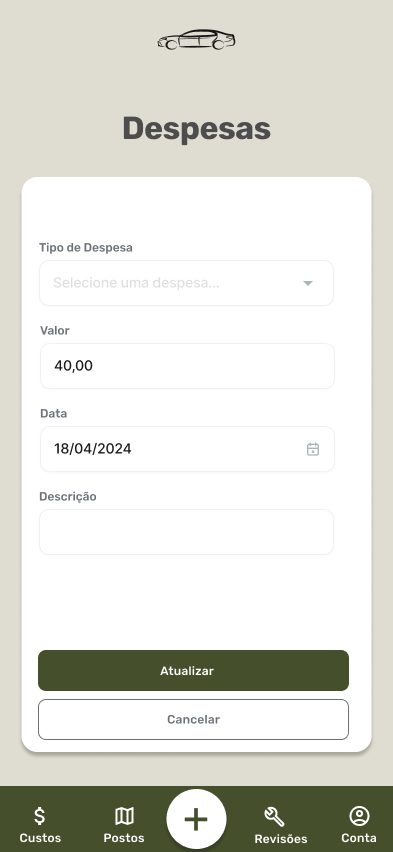 Despesas
Tipo de Despesa
Selecione uma despesa...
Valor
40,00
Data
18/04/2024
Descrição
Atualizar
Cancelar
Custos
Postos
Revisões
Conta